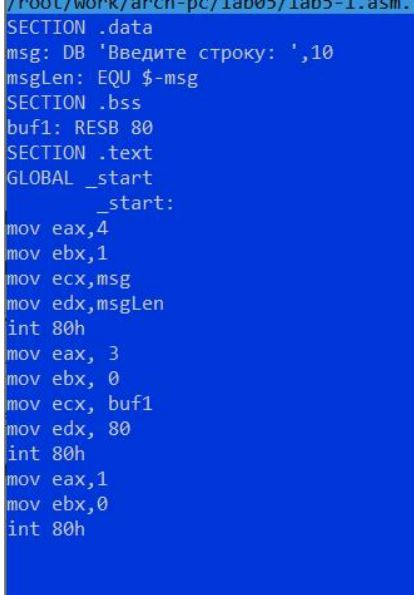 /root/work/arch-pc/lab05/lab5-1.asm
SECTION .data
msg: DB 'Введите строку: ',10
msgLen: EQU $-msg
SECTION .bss
buf1: RESB 80
SECTION .text
GLOBAL _start
_start:
mov eax,4
mov ebx,1
mov ecx,msg
mov edx,msgLen
int 80h
mov eax, 3
mov ebx, 0
mov ecx, buf1
mov edx, 80
int 80h
mov eax,1
mov ebx,0
int 80h